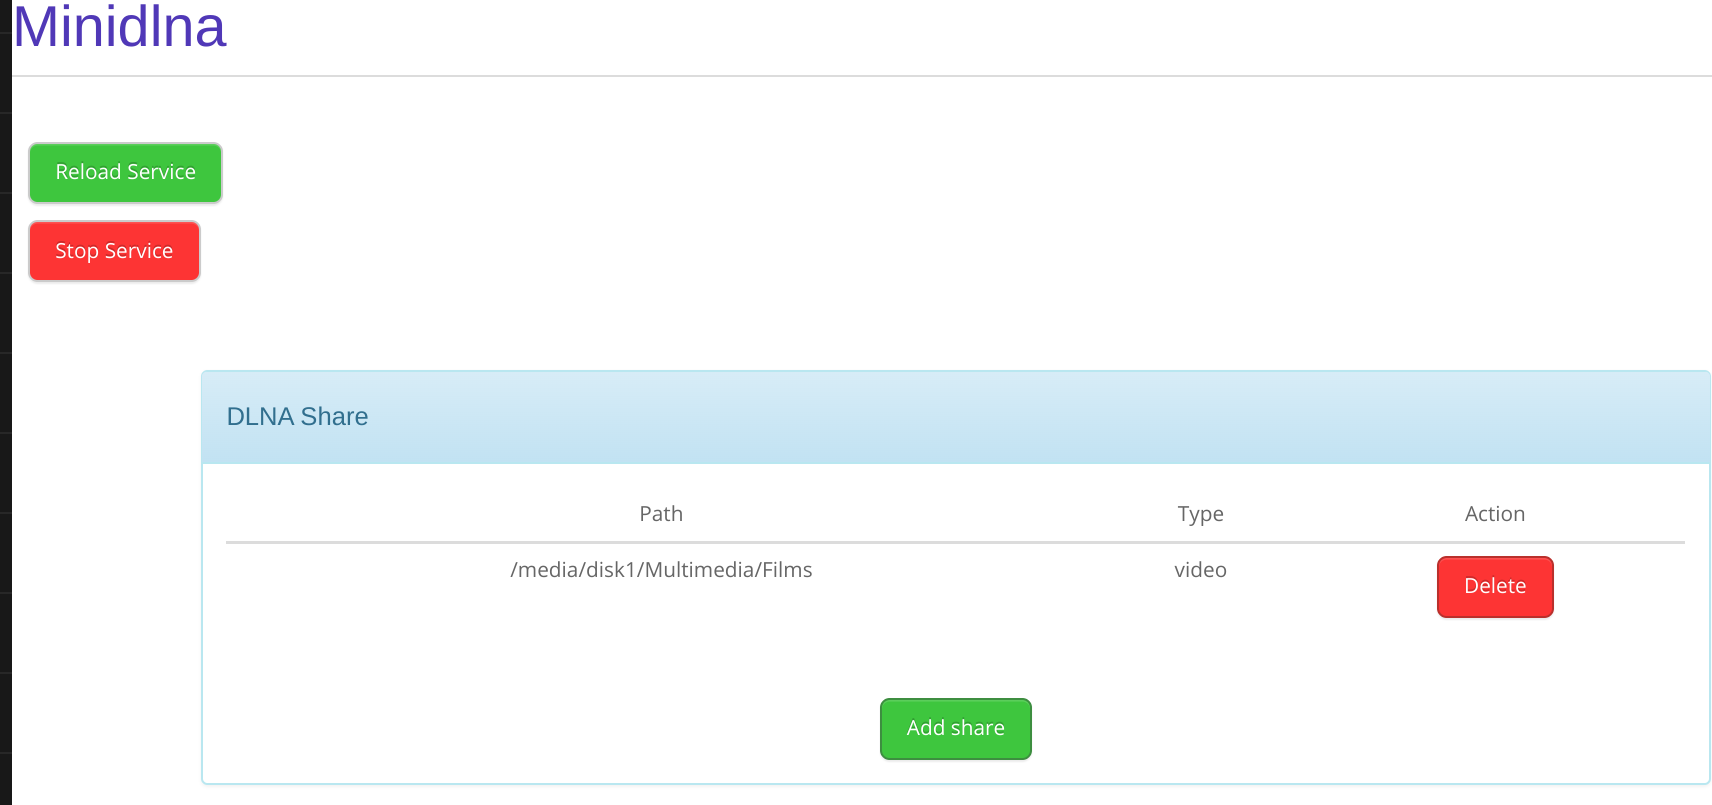 Minidlna
Reload Service
Stop Service
DLNA Share
Path Type Action
/media/disk1/Multimedia/Films video Delete
Add share